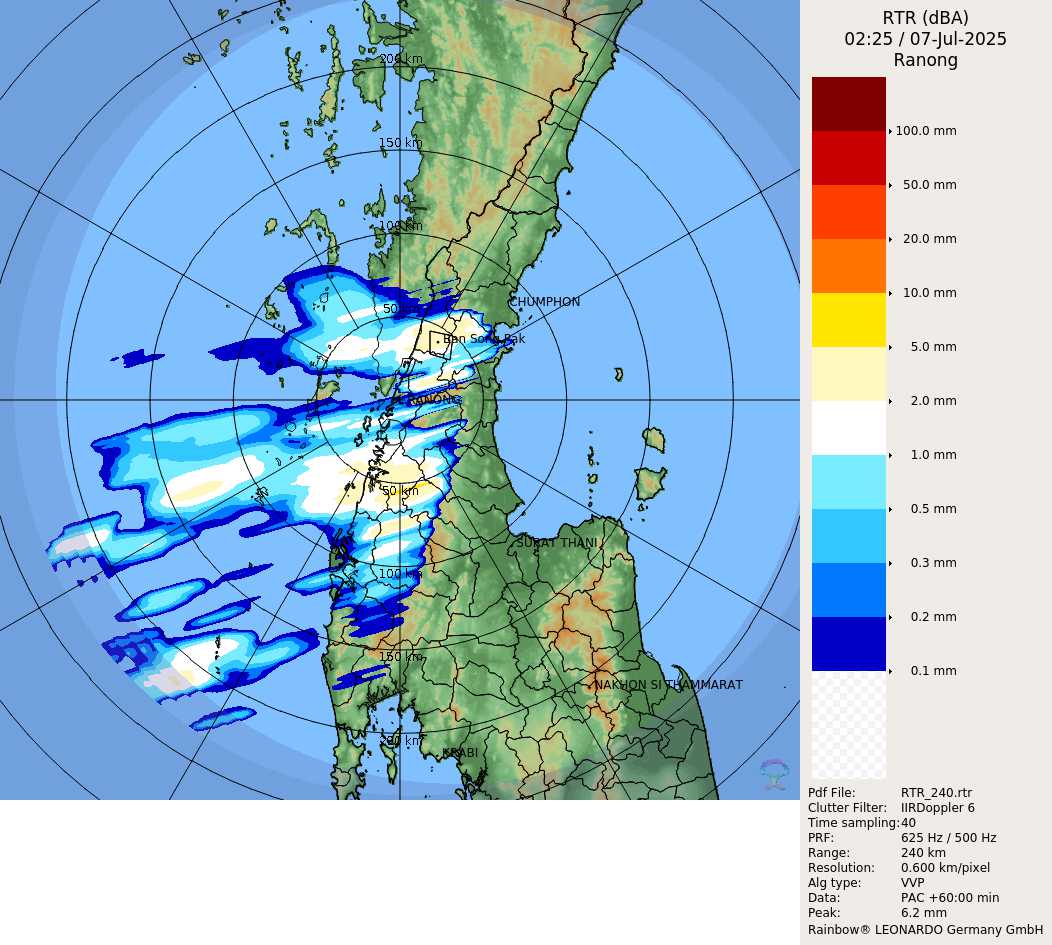 200 km
150 km
100 km
50 km
CHUMPHON
Ban Song Pak
RANONG
50 km
SURAT THANI
100 km
150 km
NAKHON SI THAMMARAT
200 km
KRABI
RTR (dBA)
02:25 / 07-Jul-2025
Ranong
100.0 mm
50.0 mm
20.0 mm
10.0 mm
5.0 mm
2.0 mm
1.0 mm
0.5 mm
0.3 mm
0.2 mm
0.1 mm
Pdf File: RTR_240.rtr
Clutter Filter: IIRDoppler 6
Time sampling: 40
PRF: 625 Hz / 500 Hz
Range: 240 km
Resolution: 0.600 km/pixel
Alg type: VVP
Data: PAC +60:00 min
Peak: 6.2 mm
Rainbow® LEONARDO Germany GmbH